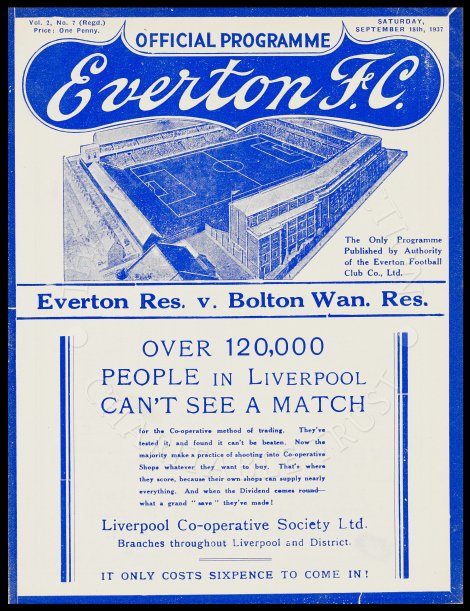 Vol. 2, No. 7 (Regd.)
Price: One Penny.
SATURDAY,
SEPTEMBER 18th, 1937
OFFICIAL PROGRAMME
Everton F.C.
The Only Programme
Published by Authority
of the Everton Football
Club Co., Ltd.
Everton Res. v. Bolton Wan. Res.
OVER 120,000
PEOPLE IN LIVERPOOL
CAN'T SEE A MATCH
for the Co-operative method of trading. They've
tested it, and found it can't be beaten. Now the
majority make a practice of shooting into Co-operative
Shops whatever they want to buy. That's where
they score, because their own shops can supply nearly
everything. And when the Dividend comes round—
what a grand "save" they've made!
Liverpool Co-operative Society Ltd.
Branches throughout Liverpool and District.
IT ONLY COSTS SIXPENCE TO COME IN!